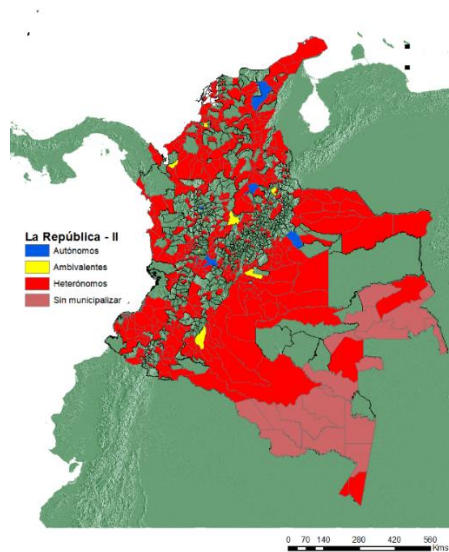 La República - II
Autónomos
Ambivalentes
Heterónomos
Sin municipalizar
0 70 140 280 420 560
Kms